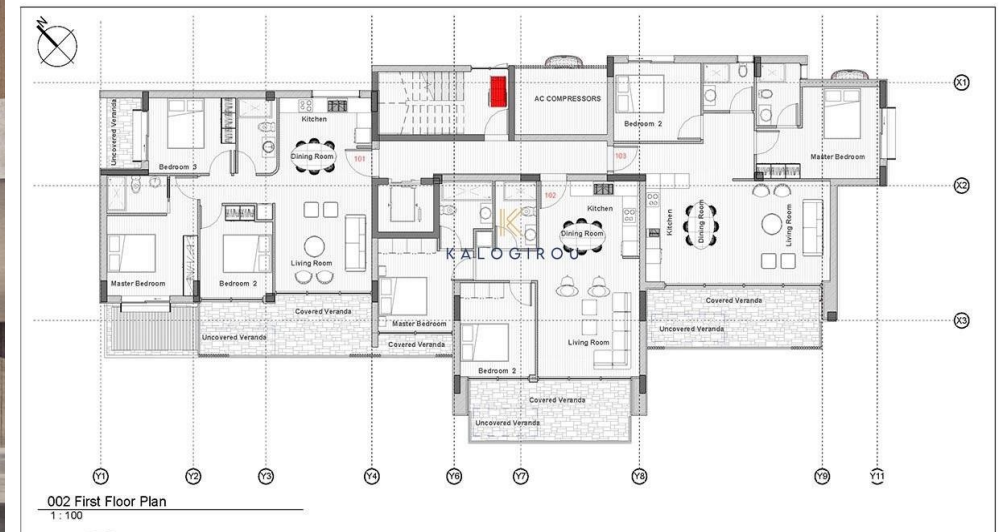 N
X1
AC COMPRESSORS
Uncovered Veranda
Kitchen
Bedroom 2
Bedroom 3
Dining Room
101
103
Master Bedroom
X2
102
Kitchen
Kitchen
Dining Room
Living Room
K
Dining Room
KALOGIROU
Living Room
Master Bedroom
Bedroom 2
Covered Veranda
Covered Veranda
Master Bedroom
X3
Uncovered Veranda
Uncovered Veranda
Covered Veranda
Living Room
Bedroom 2
Covered Veranda
Uncovered Veranda
Y1
Y2
Y3
Y4
Y6
Y7
Y8
Y9
Y11
002 First Floor Plan
1 : 100